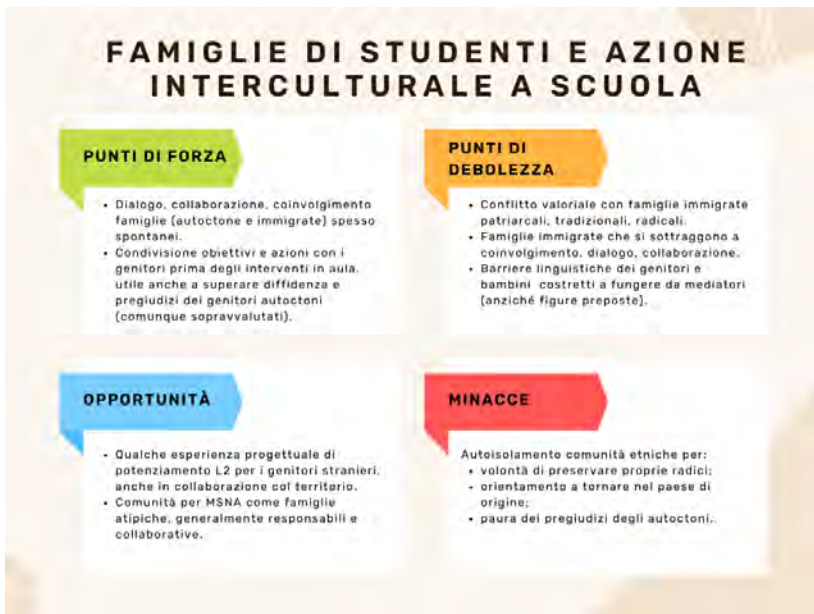 FAMIGLIE DI STUDENTI E AZIONE
INTERCULTURALE A SCUOLA
PUNTI DI FORZA
• Dialogo, collaborazione, coinvolgimento
famiglie (autoctone e immigrate) spesso
spontanei.
• Condivisione obiettivi e azioni con i
genitori prima degli interventi in aula,
utile anche a superare diffidenza e
pregiudizi dei genitori autoctoni
(comunque sopravvalutati).
PUNTI DI
DEBOLEZZA
• Conflitto valoriale con famiglie immigrate
patriarcali, tradizionali, radicali.
• Famiglie immigrate che si sottraggono a
coinvolgimento, dialogo, collaborazione.
• Barriere linguistiche dei genitori e
bambini costretti a fungere da mediatori
(anziché figure preposte).
OPPORTUNITÀ
• Qualche esperienza progettuale di
potenziamento L2 per i genitori stranieri,
anche in collaborazione col territorio.
• Comunità per MSNA come famiglie
atipiche, generalmente responsabili e
collaborative.
MINACCE
Autoisolamento comunità etniche per:
• volontà di preservare proprie radici;
• orientamento a tornare nel paese di
origine;
• paura dei pregiudizi degli autoctoni.